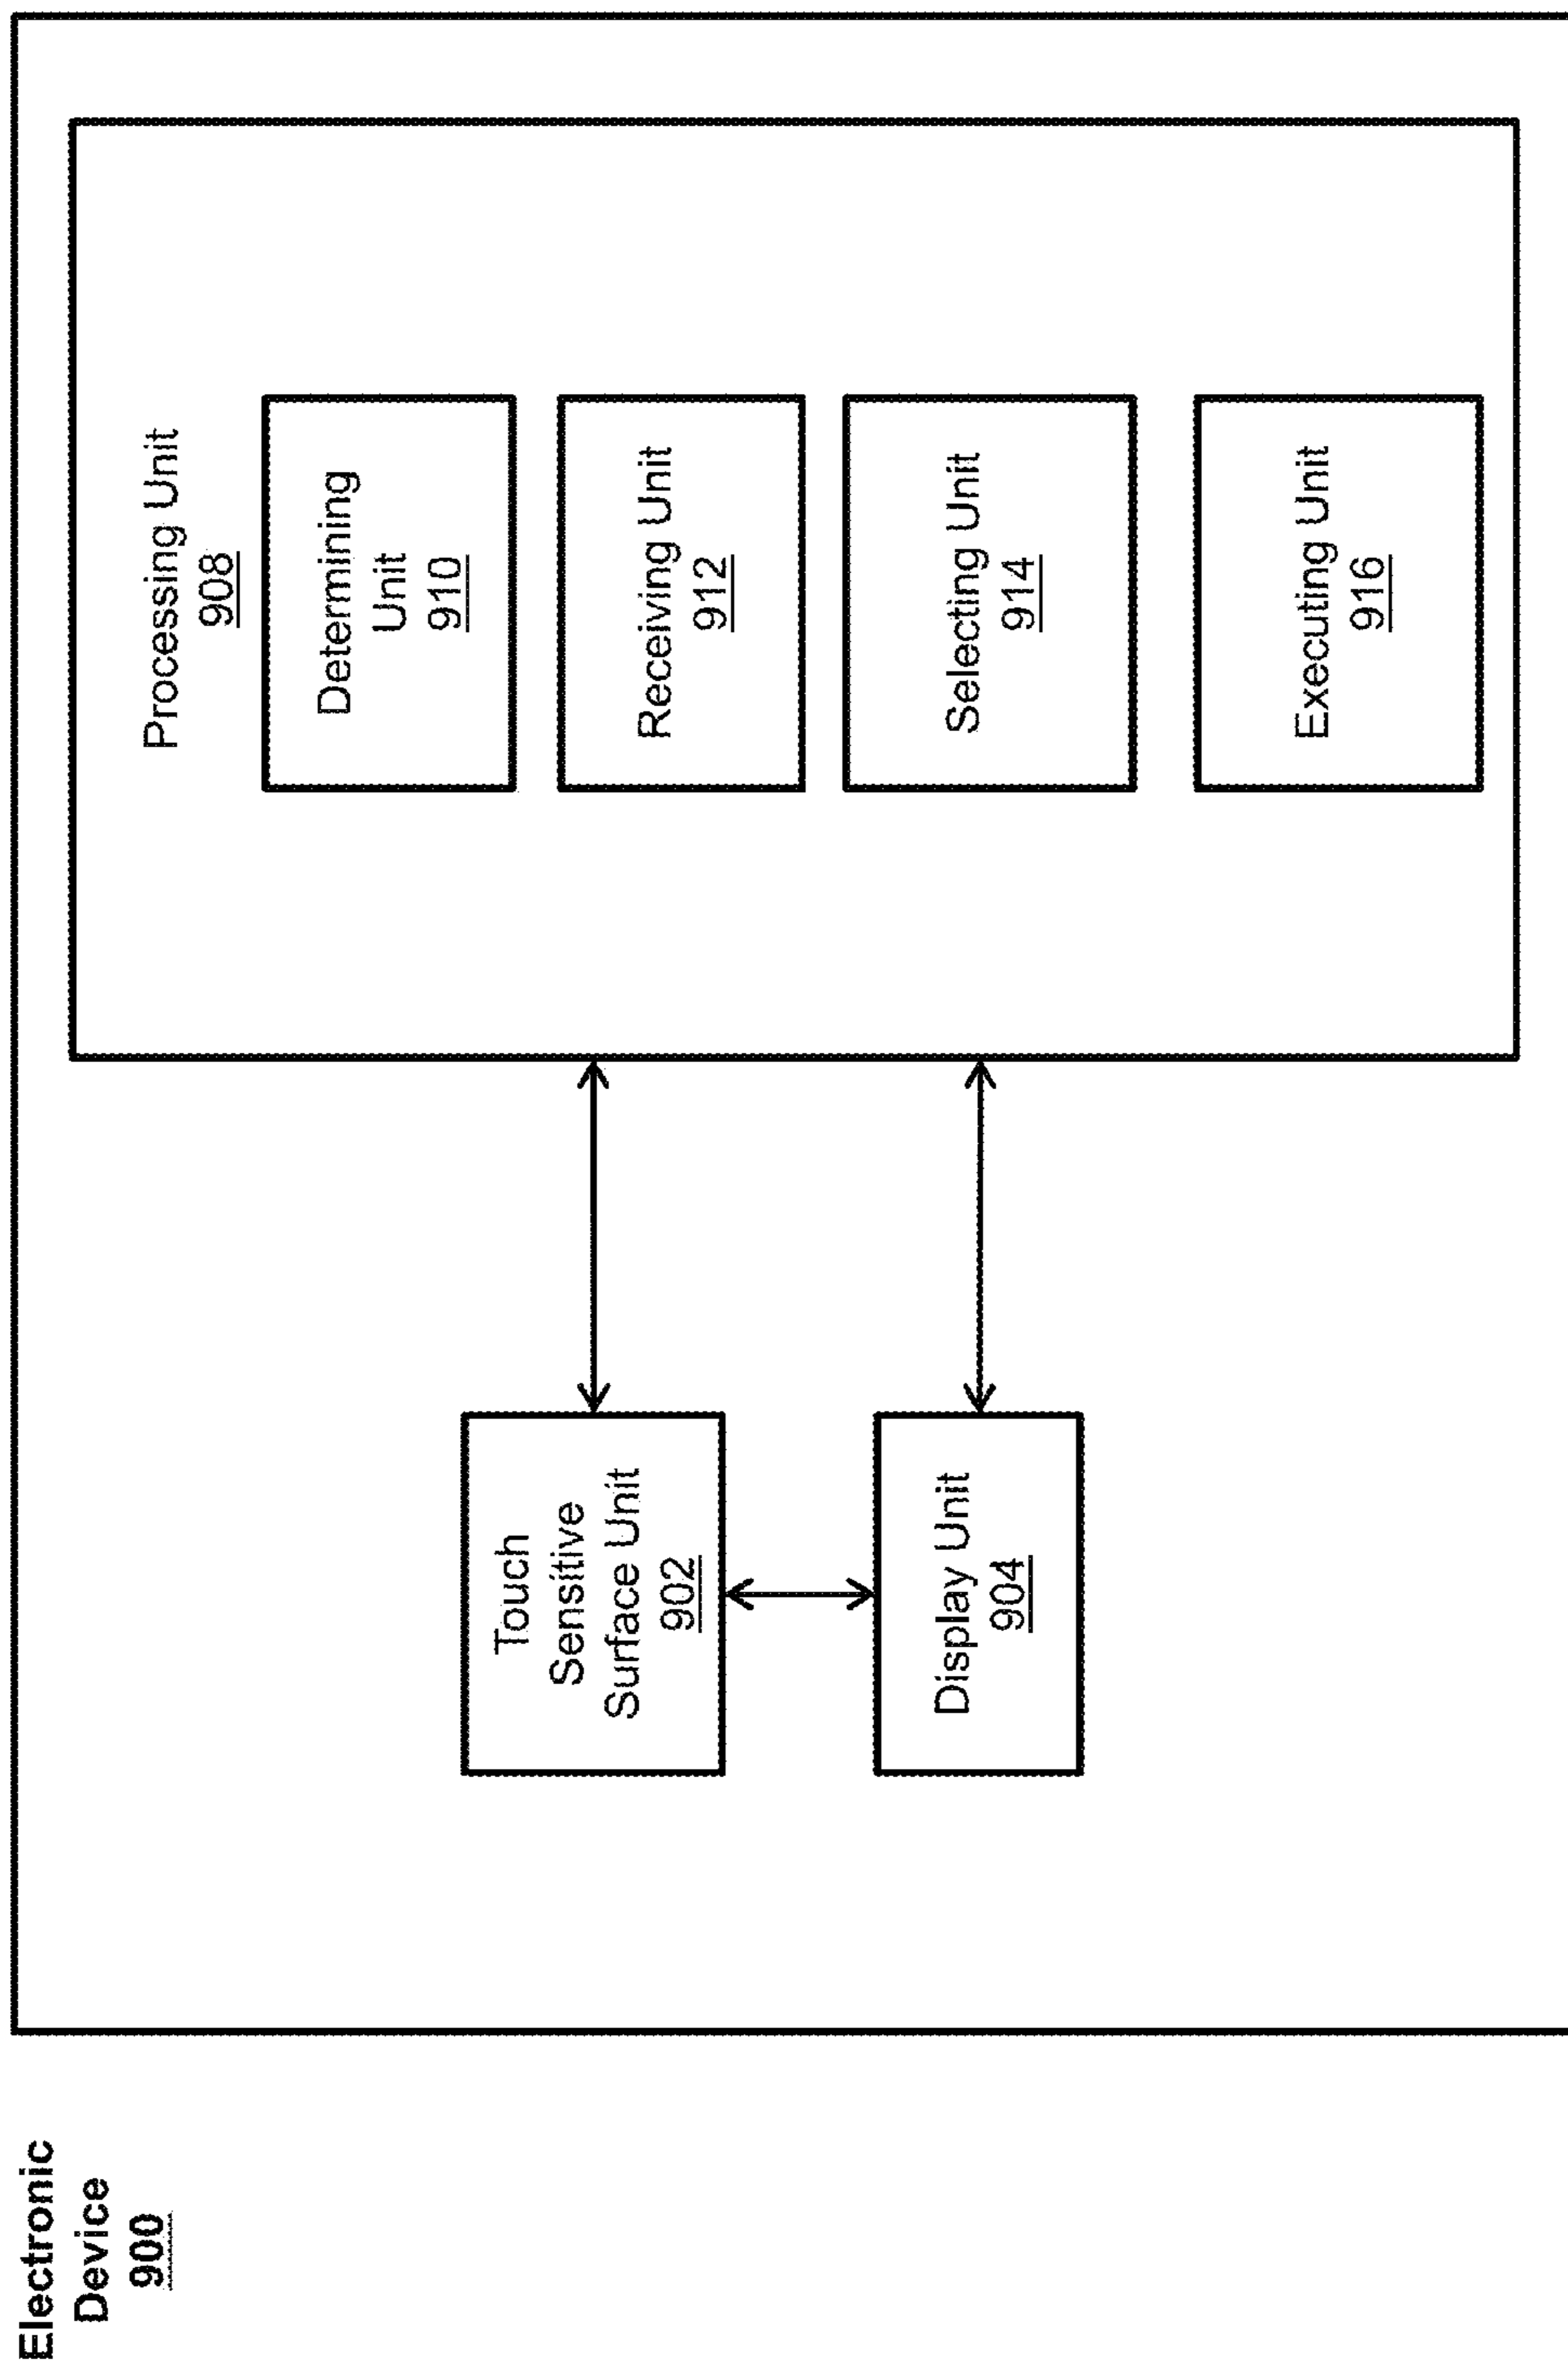 Electronic
Device
900
Touch
Sensitive
Surface Unit
902
Display Unit
904
Processing Unit
908
Determining
Unit
910
Receiving Unit
912
Selecting Unit
914
Executing Unit
916